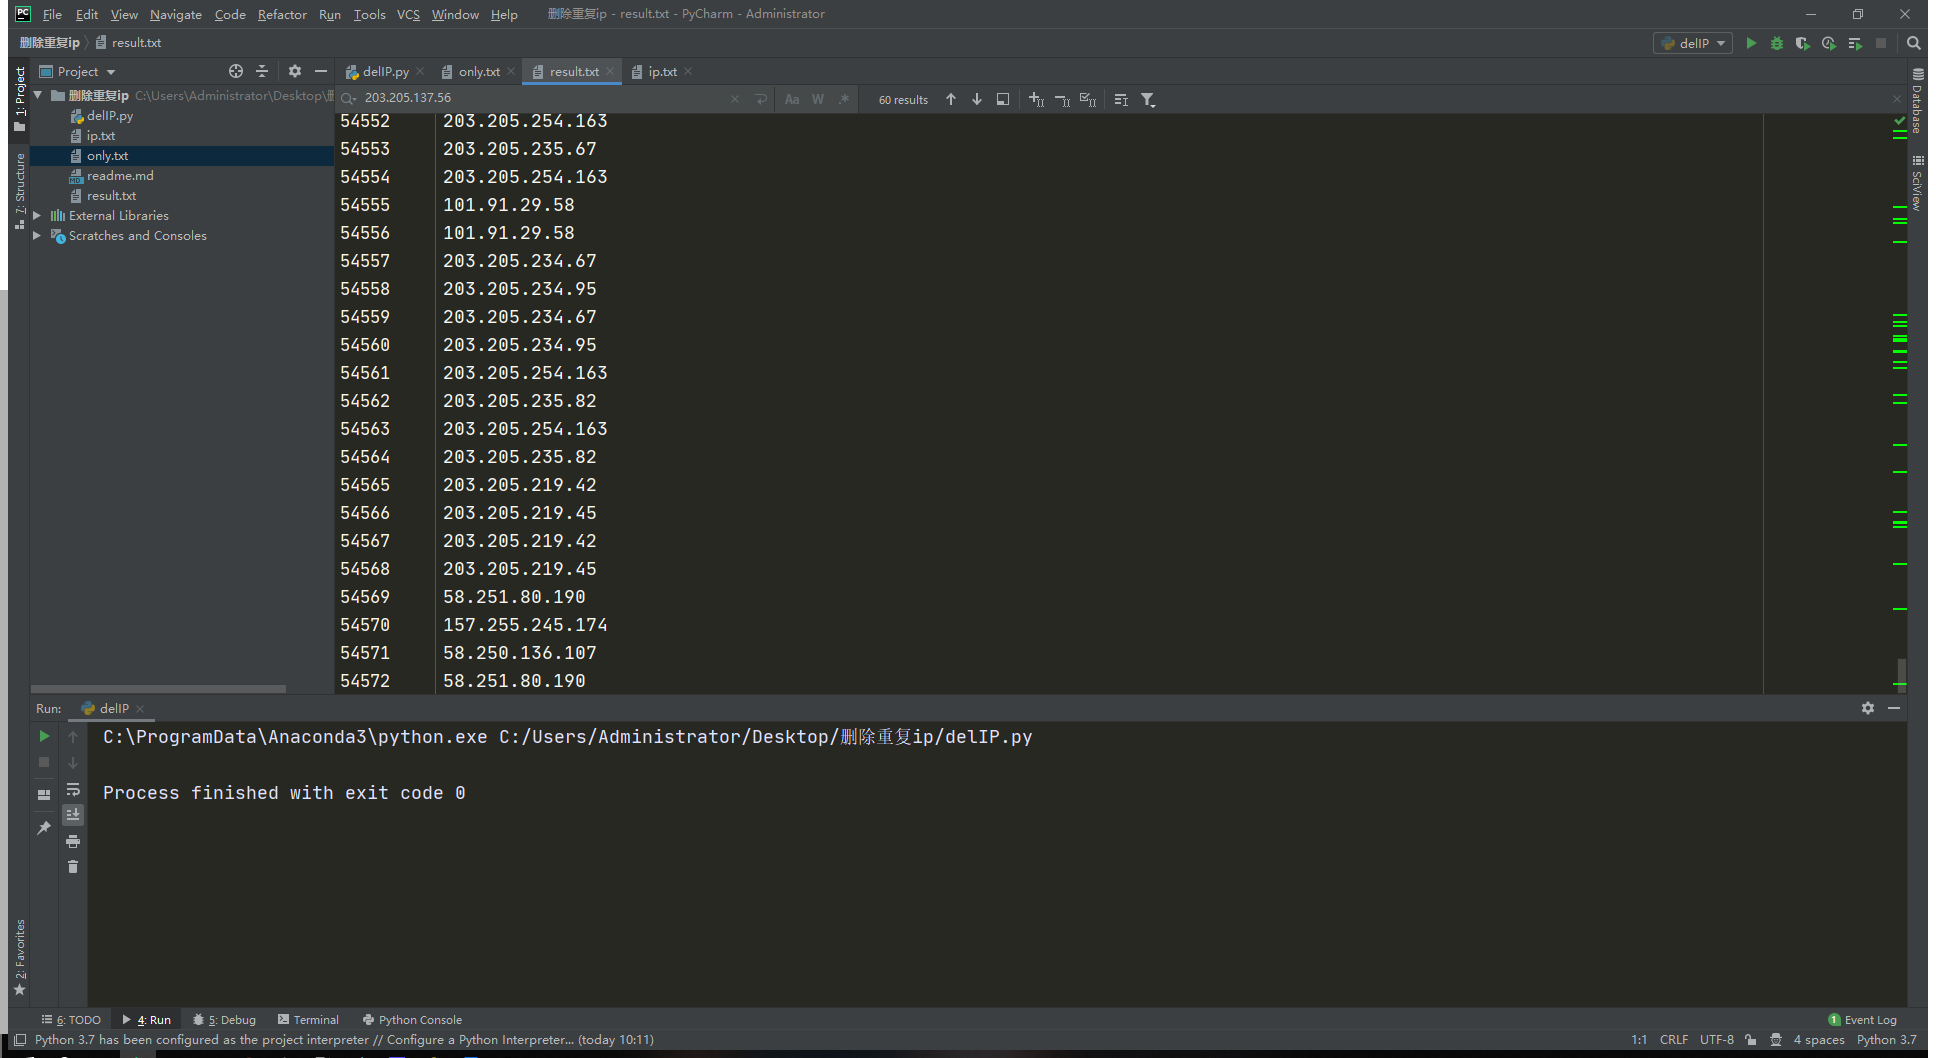 File Edit View Navigate Code Refactor Run Tools VCS Window Help 删除重复ip - result.txt - PyCharm - Administrator
删除重复ip result.txt delIP
Project delIP.py only.txt result.txt ip.txt
1: Project
7: Structure
2: Favorites
删除重复ip C:\Users\Administrator\Desktop\
delIP.py
ip.txt
only.txt
readme.md
result.txt
External Libraries
Scratches and Consoles
203.205.137.56 Aa W .* 60 results
54552 203.205.254.163
54553 203.205.235.67
54554 203.205.254.163
54555 101.91.29.58
54556 101.91.29.58
54557 203.205.234.67
54558 203.205.234.95
54559 203.205.234.67
54560 203.205.234.95
54561 203.205.254.163
54562 203.205.235.82
54563 203.205.254.163
54564 203.205.235.82
54565 203.205.219.42
54566 203.205.219.45
54567 203.205.219.42
54568 203.205.219.45
54569 58.251.80.190
54570 157.255.245.174
54571 58.250.136.107
54572 58.251.80.190
Database
SciView
Run: delIP
C:\ProgramData\Anaconda3\python.exe C:/Users/Administrator/Desktop/删除重复ip/delIP.py
Process finished with exit code 0
6: TODO 4: Run 5: Debug Terminal Python Console 1 Event Log
Python 3.7 has been configured as the project interpreter // Configure a Python Interpreter... (today 10:11) 1:1 CRLF UTF-8 4 spaces Python 3.7